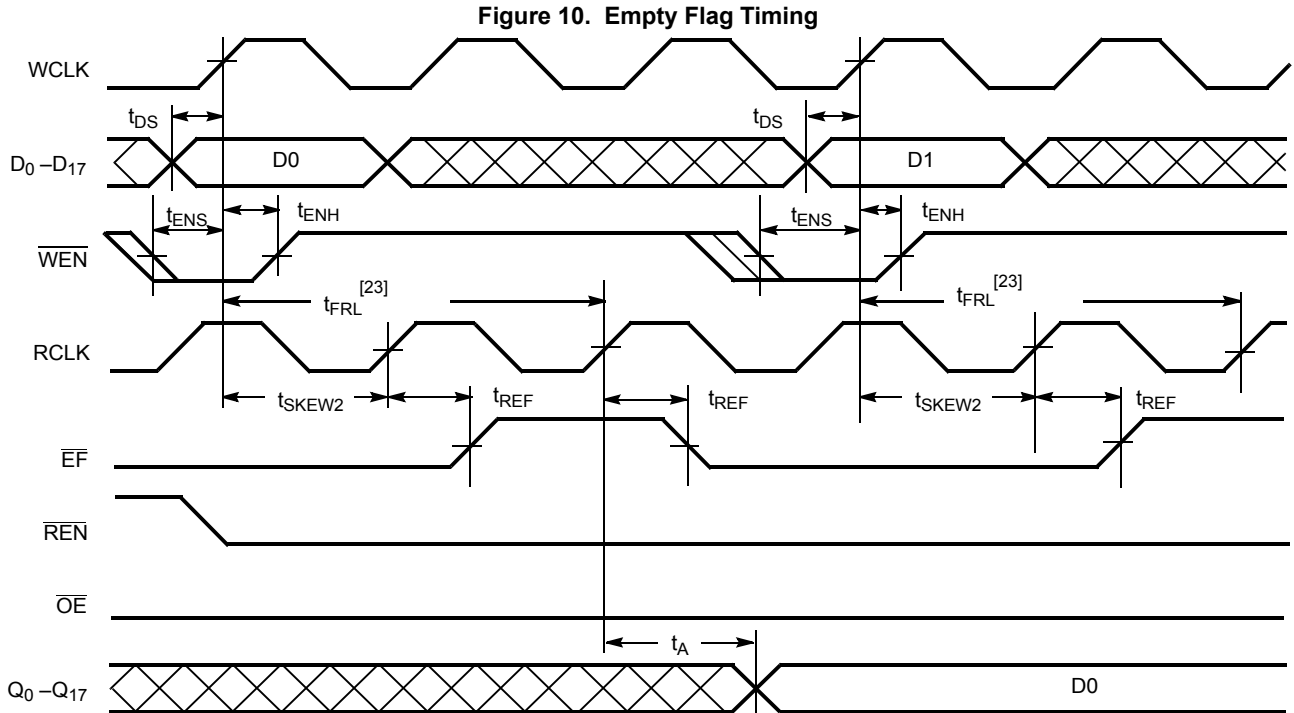 Figure 10. Empty Flag Timing
WCLK
tDS
tDS
D0 –D17
D0
D1
tENS
tENH
tENS
tENH
WEN
tFRL[23]
tFRL[23]
RCLK
tSKEW2
tREF
tREF
tSKEW2
tREF
EF
REN
OE
tA
Q0 –Q17
D0